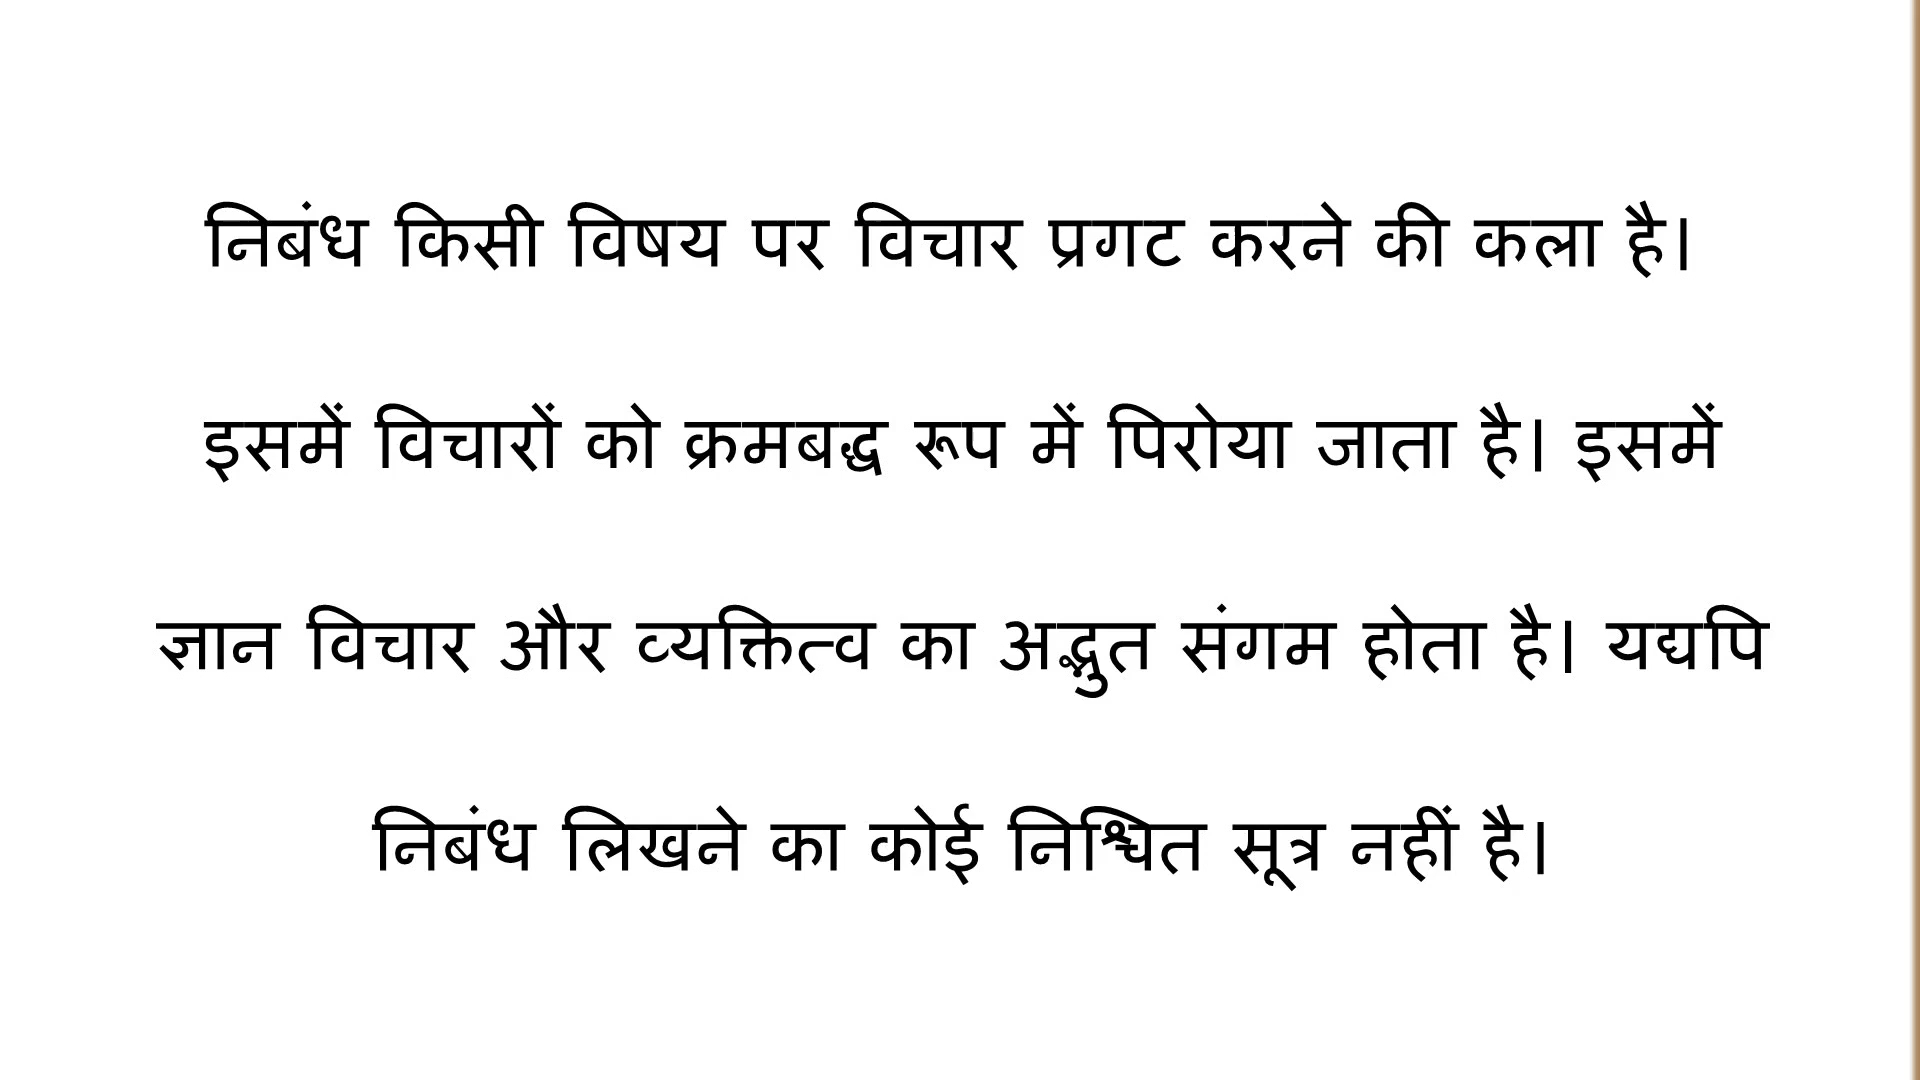 निबंध किसी विषय पर विचार प्रगट करने की कला है।
इसमें विचारों को क्रमबद्ध रूप में पिरोया जाता है। इसमें
ज्ञान विचार और व्यक्तित्व का अद्भुत संगम होता है। यद्यपि
निबंध लिखने का कोई निश्चित सूत्र नहीं है।